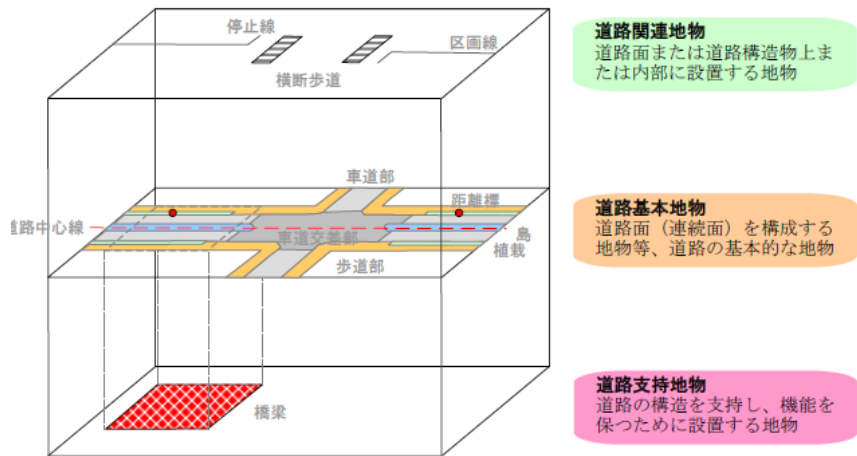 停止線
区画線
横断歩道
道路関連地物
道路面または道路構造物上ま
たは内部に設置する地物
車道部
距離標
道路中心線
車道交差部
島
植栽
歩道部
道路基本地物
道路面（連続面）を構成する
地物等、道路の基本的な地物
橋梁
道路支持地物
道路の構造を支持し、機能を
保つために設置する地物